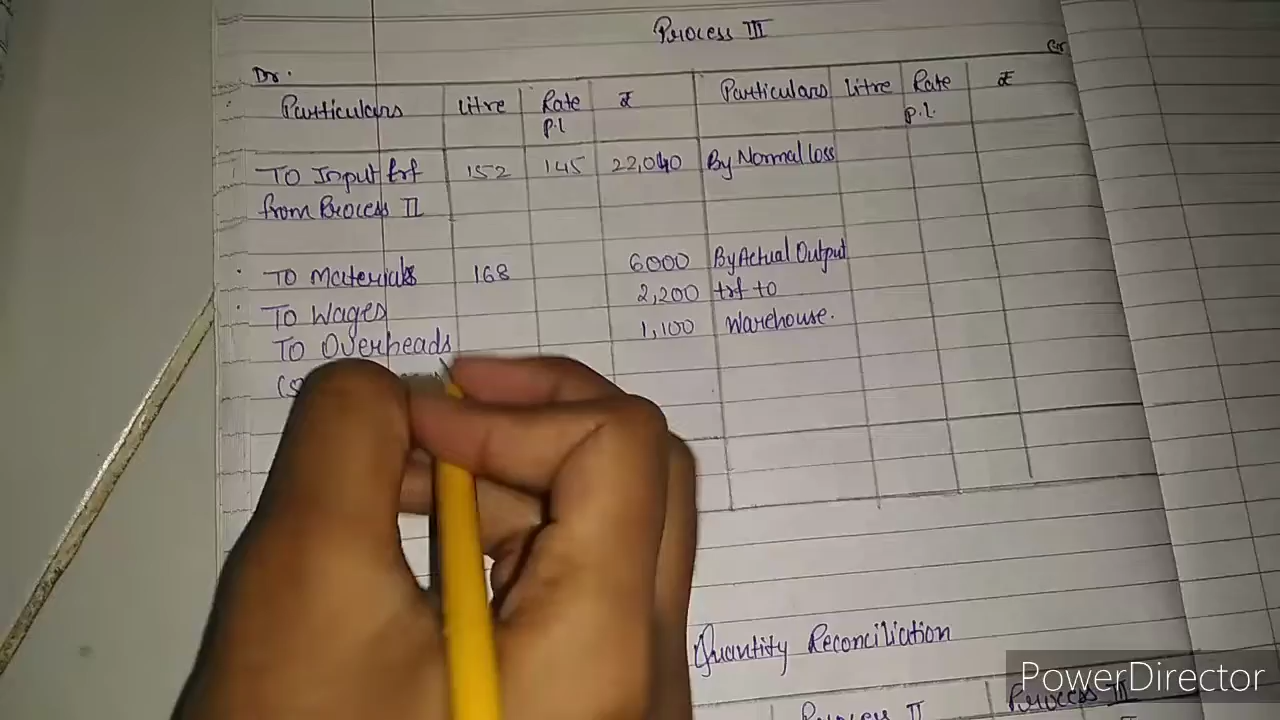 Process III
Dr.
Cr
Particulars Litre Rate p.l ₹ Particulars Litre Rate p.l. ₹
To Input trf 152 145 22,040 By Normal loss
from Process II
To Materials 168 6000 By Actual Output
To Wages 2,200 trf to
To Overheads 1,100 Warehouse.
Quantity Reconciliation
Process II Process III
PowerDirector